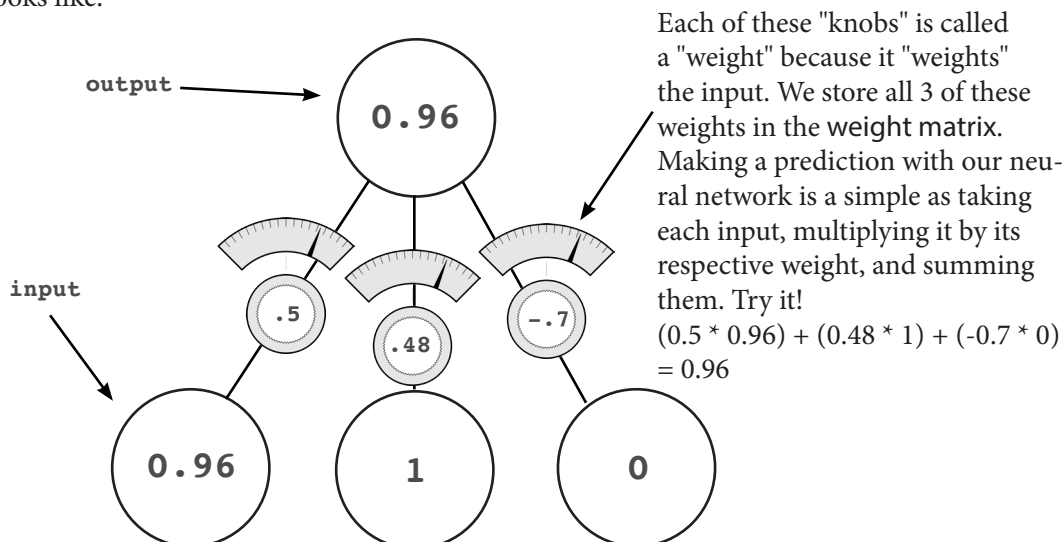 ooks like:
Each of these "knobs" is called
a "weight" because it "weights"
the input. We store all 3 of these
weights in the weight matrix.
Making a prediction with our neu-
ral network is a simple as taking
each input, multiplying it by its
respective weight, and summing
them. Try it!
(0.5 * 0.96) + (0.48 * 1) + (-0.7 * 0)
= 0.96
output
0.96
input
.5
.48
-.7
0.96
1
0